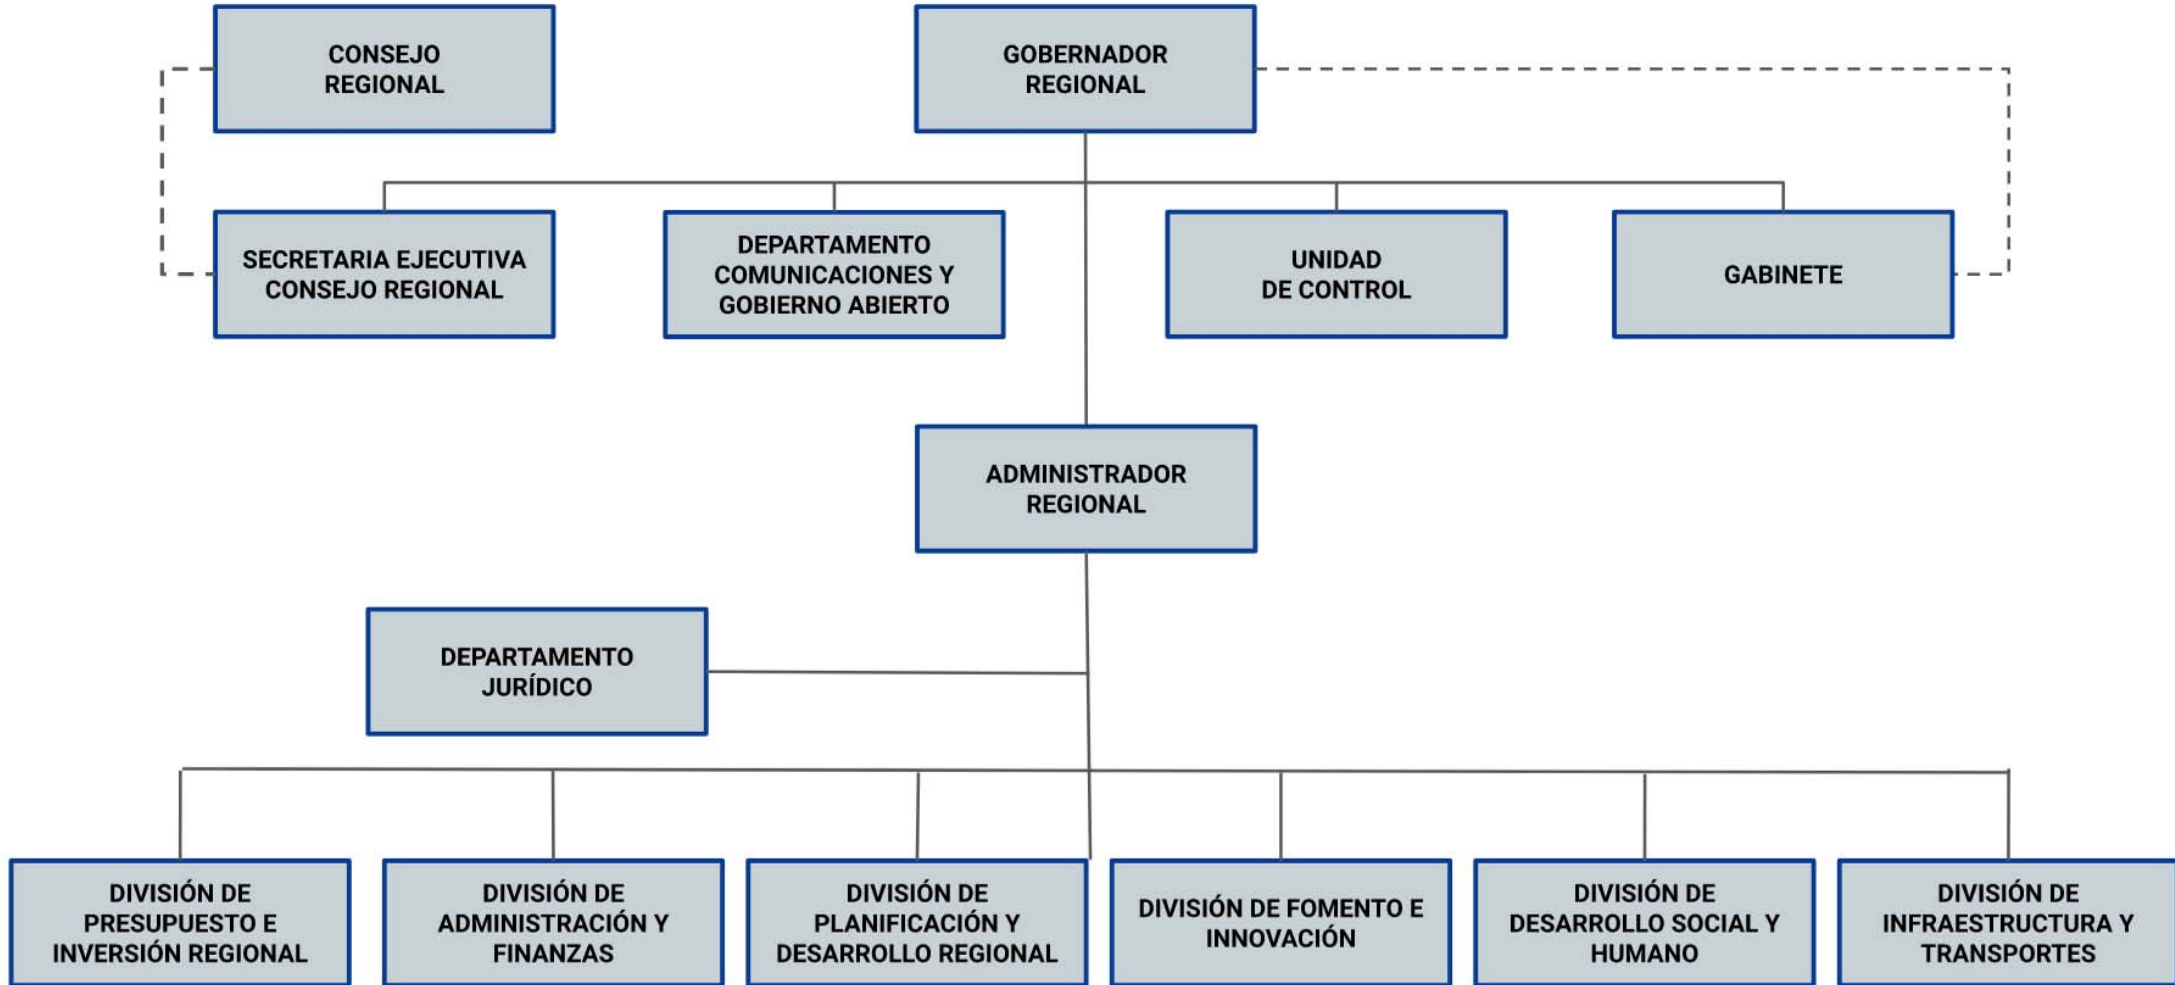 CONSEJO
REGIONAL
GOBERNADOR
REGIONAL
SECRETARIA EJECUTIVA
CONSEJO REGIONAL
DEPARTAMENTO
COMUNICACIONES Y
GOBIERNO ABIERTO
UNIDAD
DE CONTROL
GABINETE
ADMINISTRADOR
REGIONAL
DEPARTAMENTO
JURÍDICO
DIVISIÓN DE
PRESUPUESTO E
INVERSIÓN REGIONAL
DIVISIÓN DE
ADMINISTRACIÓN Y
FINANZAS
DIVISIÓN DE
PLANIFICACIÓN Y
DESARROLLO REGIONAL
DIVISIÓN DE FOMENTO E
INNOVACIÓN
DIVISIÓN DE
DESARROLLO SOCIAL Y
HUMANO
DIVISIÓN DE
INFRAESTRUCTURA Y
TRANSPORTES